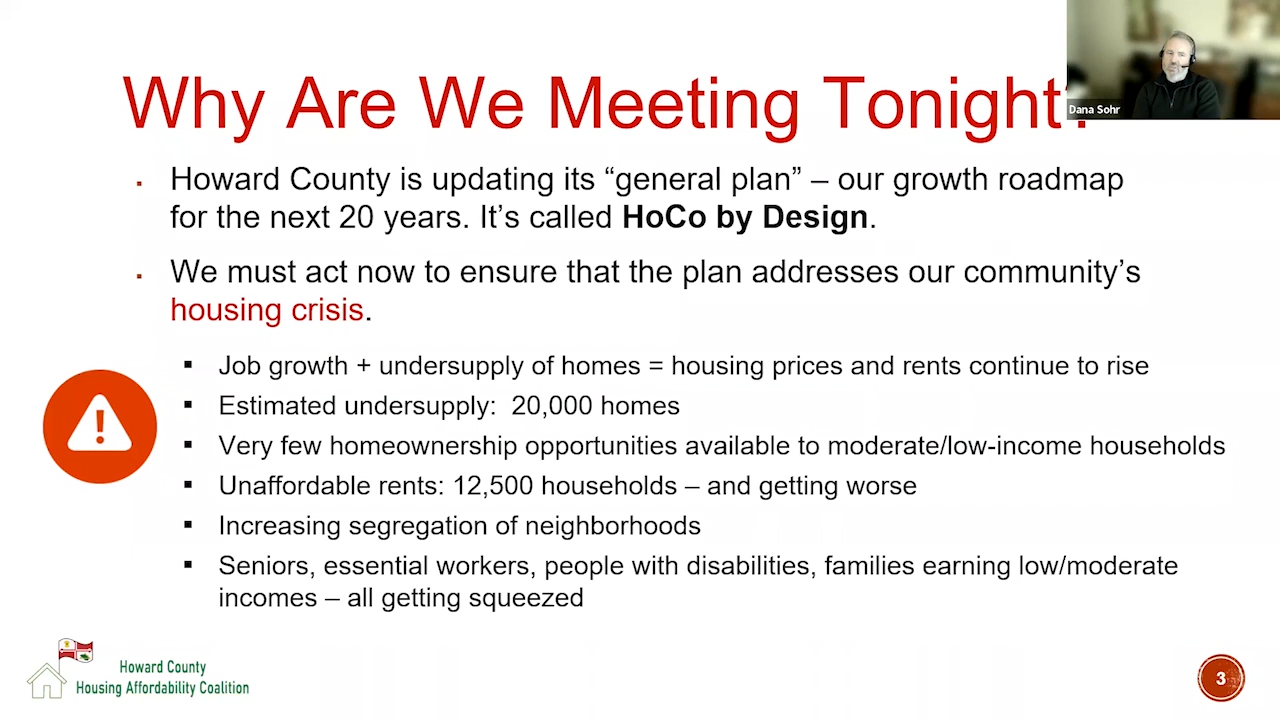 Why Are We Meeting Tonight?
Dana Sohr
▪ Howard County is updating its “general plan” – our growth roadmap
for the next 20 years. It’s called HoCo by Design.
▪ We must act now to ensure that the plan addresses our community’s
housing crisis.
▪ Job growth + undersupply of homes = housing prices and rents continue to rise
▪ Estimated undersupply: 20,000 homes
▪ Very few homeownership opportunities available to moderate/low-income households
▪ Unaffordable rents: 12,500 households – and getting worse
▪ Increasing segregation of neighborhoods
▪ Seniors, essential workers, people with disabilities, families earning low/moderate
incomes – all getting squeezed
Howard County
Housing Affordability Coalition
3